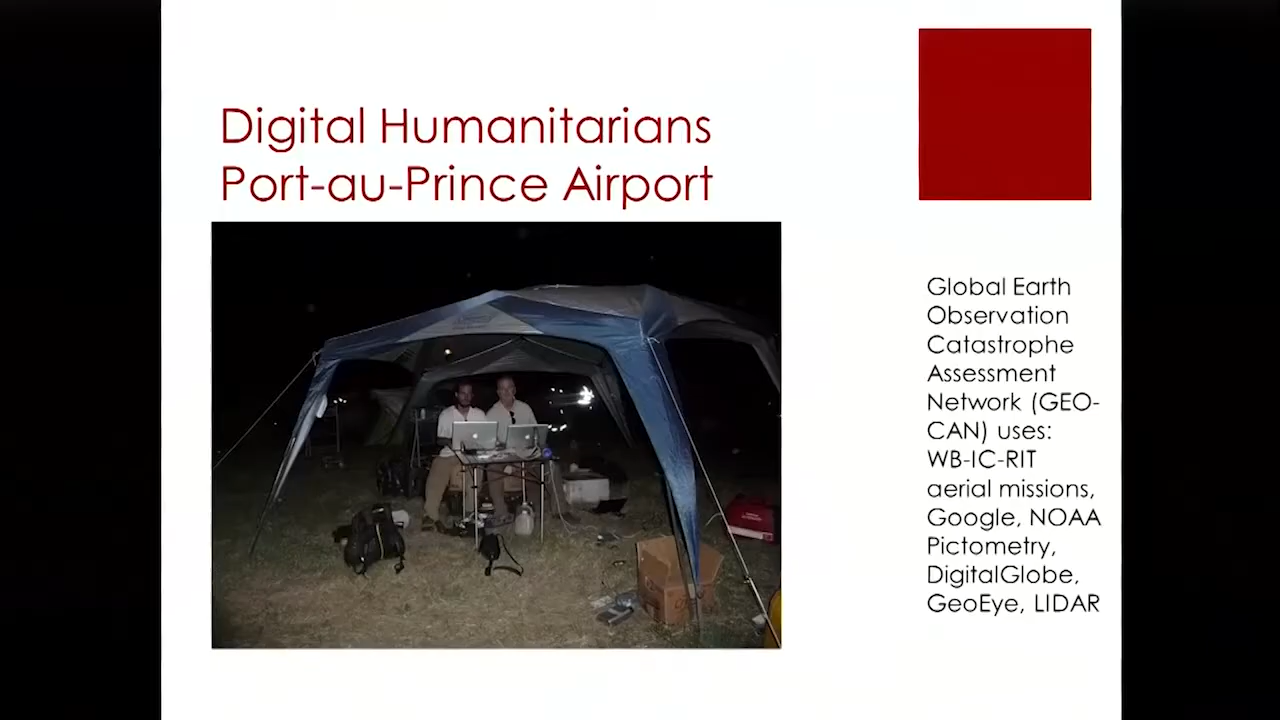 Digital Humanitarians
Port-au-Prince Airport
Global Earth
Observation
Catastrophe
Assessment
Network (GEO-
CAN) uses:
WB-IC-RIT
aerial missions,
Google, NOAA
Pictometry,
DigitalGlobe,
GeoEye, LIDAR